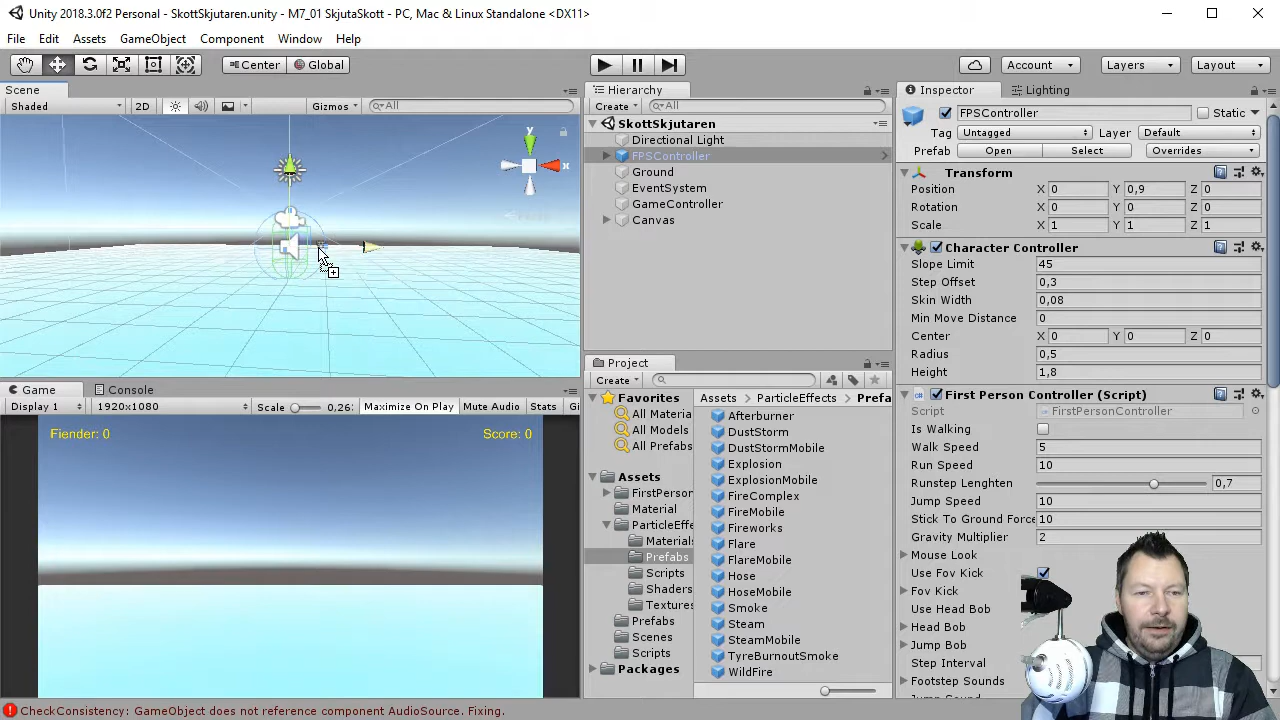 Unity 2018.3.0f2 Personal - SkottSkjutaren.unity - M7_01 SkjutaSkott - PC, Mac & Linux Standalone <DX11>
File Edit Assets GameObject Component Window Help
Center Global Account Layers Layout
Scene Hierarchy Inspector Lighting
Shaded 2D Gizmos All Create All
FPSController Static
SkottSkjutaren
Tag Untagged Layer Default
Directional Light
Prefab Open Select Overrides
FPSController
Ground
Transform
EventSystem
Position X 0 Y 0,9 Z 0
GameController
Rotation X 0 Y 0 Z 0
Canvas
Scale X 1 Y 1 Z 1
y
x
Character Controller
Slope Limit 45
Step Offset 0,3
Skin Width 0,08
Min Move Distance 0
Center X 0 Y 0 Z 0
Radius 0,5
Height 1,8
Project
Create
Game Console
Display 1 1920x1080 Scale 0,26: Maximize On Play Mute Audio Stats Gi
Fiender: 0 Score: 0
Favorites
All Materia
All Models
All Prefabs
Assets
FirstPerson
Material
ParticleEffe
Materials
Prefabs
Scripts
Shaders
Textures
Prefabs
Scenes
Scripts
Packages
Assets ParticleEffects Prefa
Afterburner
DustStorm
DustStormMobile
Explosion
ExplosionMobile
FireComplex
FireMobile
Fireworks
Flare
FlareMobile
Hose
HoseMobile
Smoke
Steam
SteamMobile
TyreBurnoutSmoke
WildFire
First Person Controller (Script)
Script FirstPersonController
Is Walking
Walk Speed 5
Run Speed 10
Runstep Lenghten 0,7
Jump Speed 10
Stick To Ground Force 10
Gravity Multiplier 2
Mouse Look
Use Fov Kick
Fov Kick
Use Head Bob
Head Bob
Jump Bob
Step Interval
Footstep Sounds
CheckConsistency: GameObject does not reference component AudioSource. Fixing.